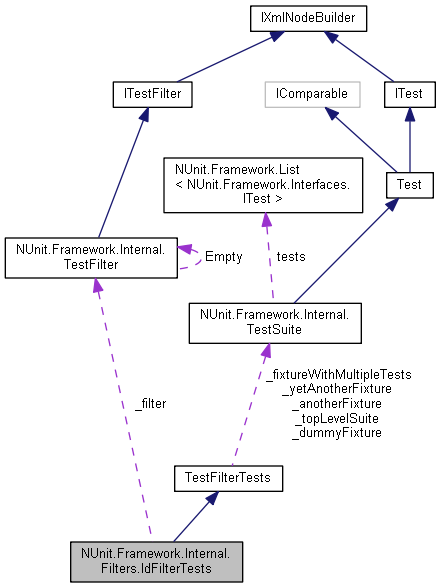 IXmlNodeBuilder
ITestFilter
IComparable
ITest
NUnit.Framework.List
< NUnit.Framework.Interfaces.
ITest >
Test
NUnit.Framework.Internal.
TestFilter
Empty
tests
NUnit.Framework.Internal.
TestSuite
_filter
_fixtureWithMultipleTests
_yetAnotherFixture
_anotherFixture
_topLevelSuite
_dummyFixture
TestFilterTests
NUnit.Framework.Internal.
Filters.IdFilterTests